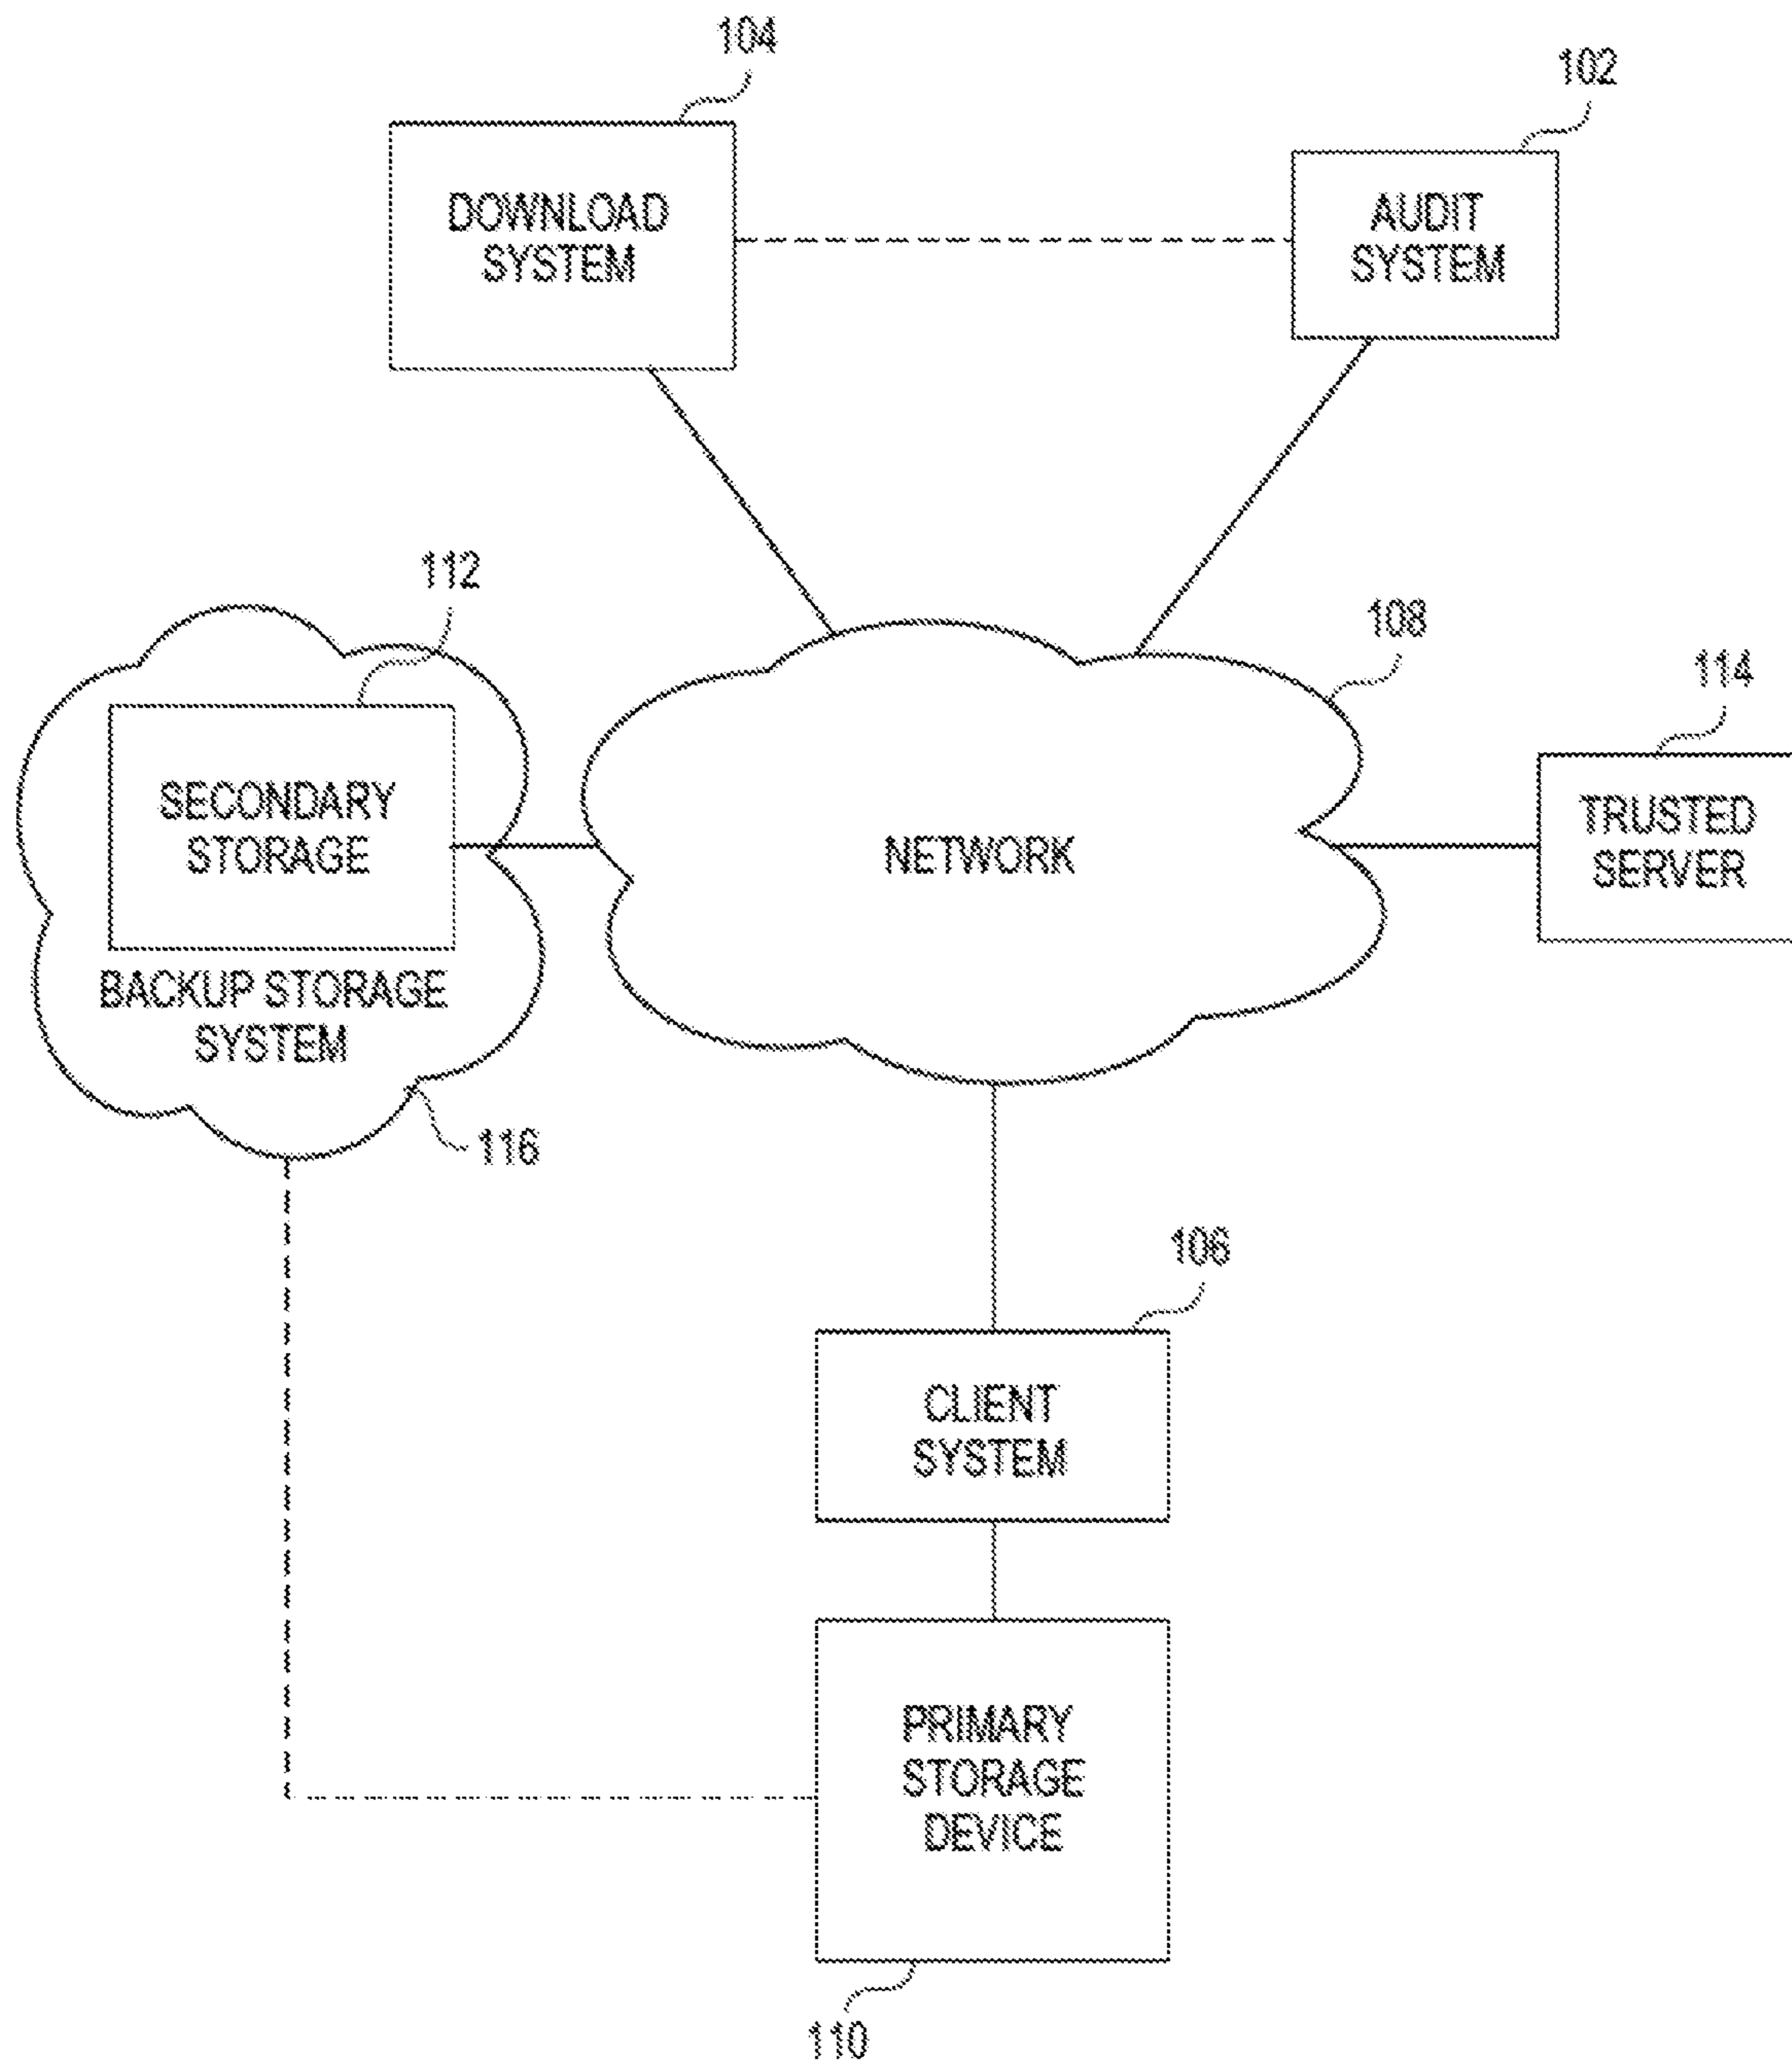 104
102
DOWNLOAD
SYSTEM
AUDIT
SYSTEM
112
108
114
SECONDARY
STORAGE
NETWORK
TRUSTED
SERVER
BACKUP STORAGE
SYSTEM
116
106
CLIENT
SYSTEM
PRIMARY
STORAGE
DEVICE
110